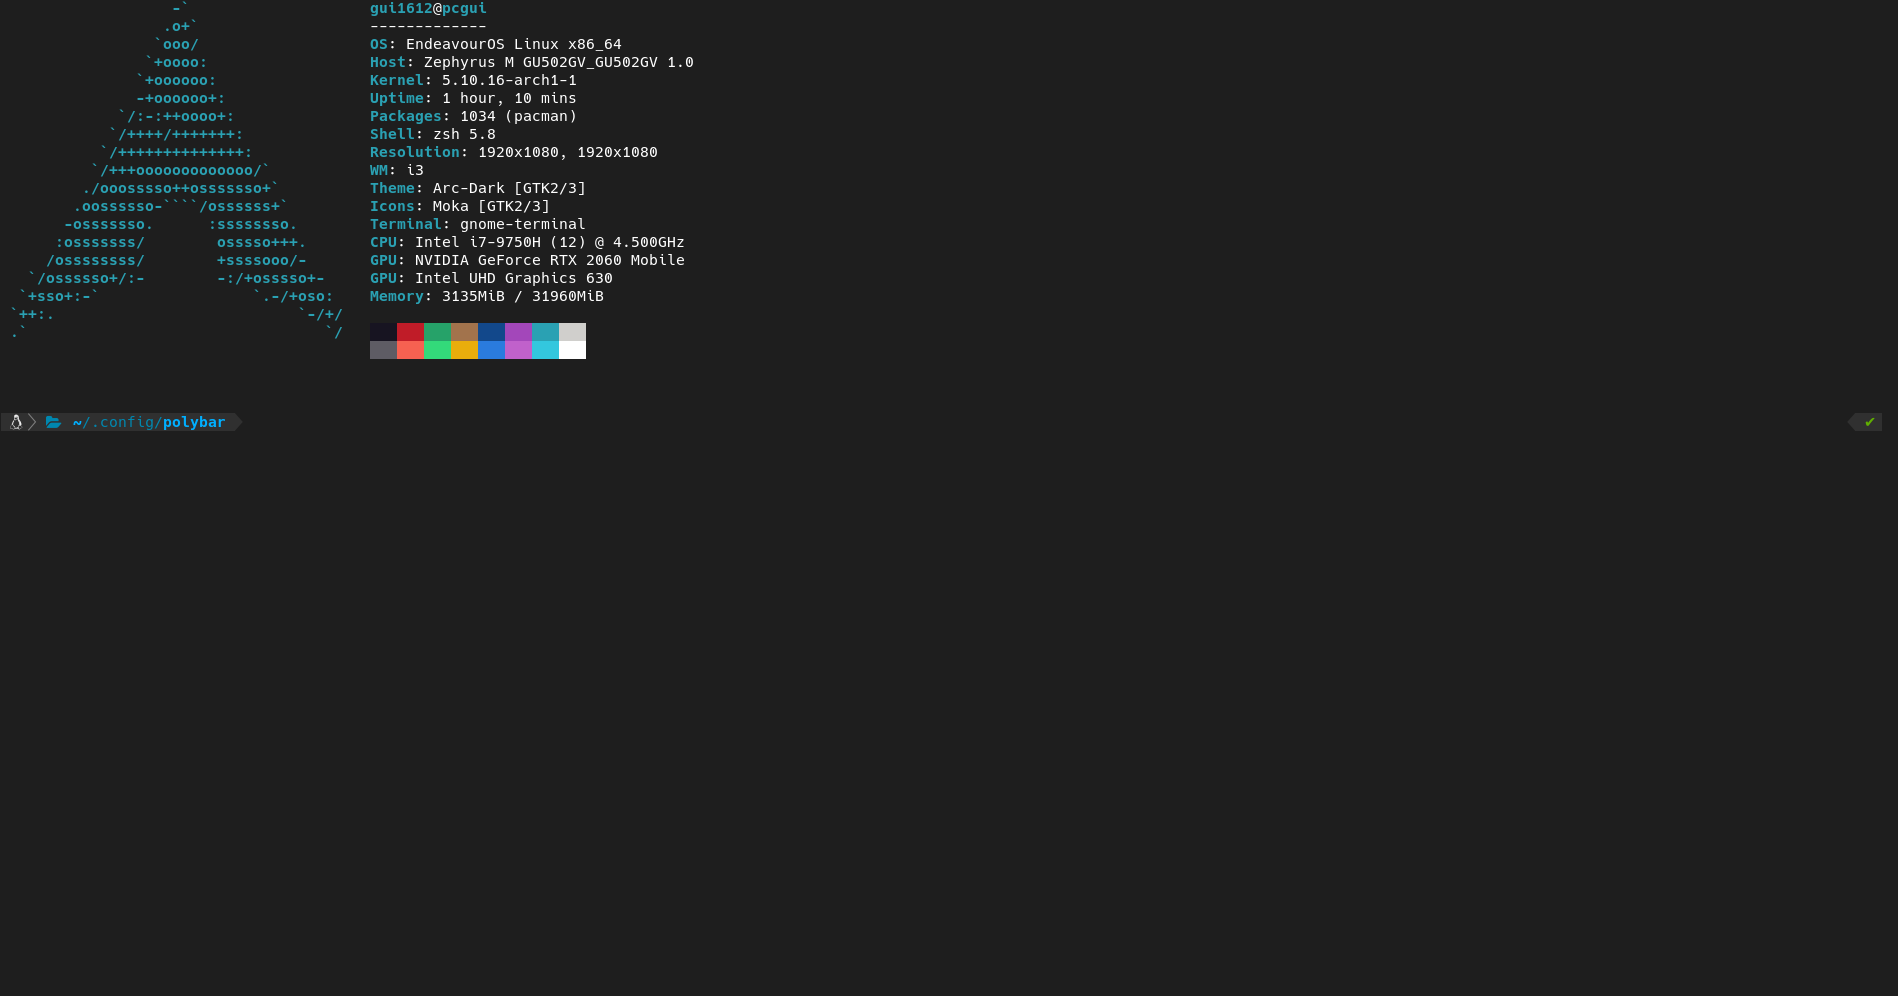 -`
                 .o+`
                `ooo/
               `+oooo:
              `+oooooo:
              -+oooooo+:
            `/:-:++oooo+:
           `/++++/+++++++:
          `/++++++++++++++:
         `/+++ooooooooooooo/`
        ./ooosssso++osssssso+`
       .oossssso-````/ossssss+`
      -osssssso.      :ssssssso.
     :osssssss/        osssso+++.
    /ossssssss/        +ssssooo/-
  `/ossssso+/:-        -:/+osssso+-
 `+sso+:-`                 `.-/+oso:
`++:.                           `-/+/
.`                                 `/
gui1612@pcgui
-------------
OS: EndeavourOS Linux x86_64
Host: Zephyrus M GU502GV_GU502GV 1.0
Kernel: 5.10.16-arch1-1
Uptime: 1 hour, 10 mins
Packages: 1034 (pacman)
Shell: zsh 5.8
Resolution: 1920x1080, 1920x1080
WM: i3
Theme: Arc-Dark [GTK2/3]
Icons: Moka [GTK2/3]
Terminal: gnome-terminal
CPU: Intel i7-9750H (12) @ 4.500GHz
GPU: NVIDIA GeForce RTX 2060 Mobile
GPU: Intel UHD Graphics 630
Memory: 3135MiB / 31960MiB
~/.config/polybar ✔